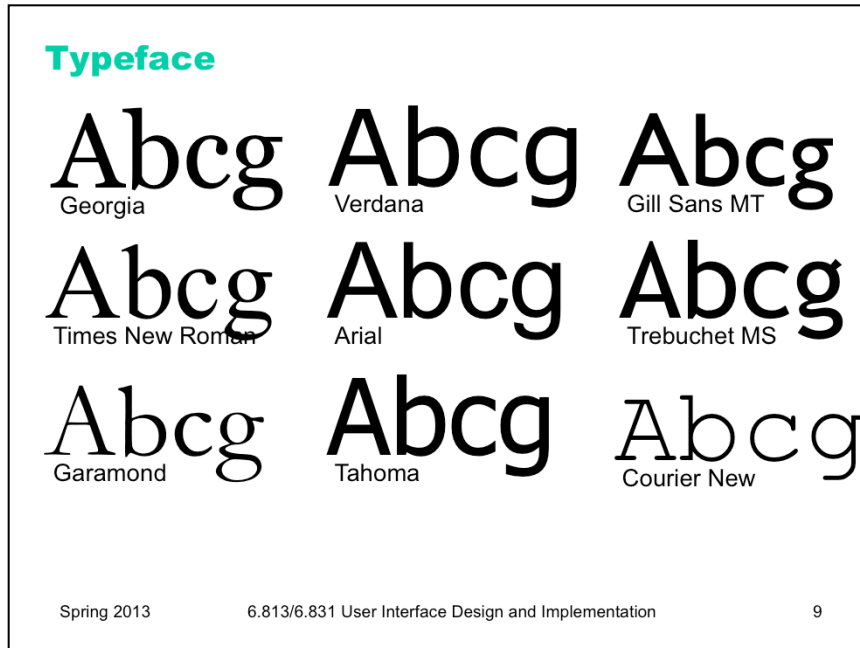 Typeface
Abcg Abcg Abcg
Georgia Verdana Gill Sans MT
Abcg Abcg Abcg
Times New Roman Arial Trebuchet MS
Abcg Abcg Abcg
Garamond Tahoma Courier New
Spring 2013 6.813/6.831 User Interface Design and Implementation 9